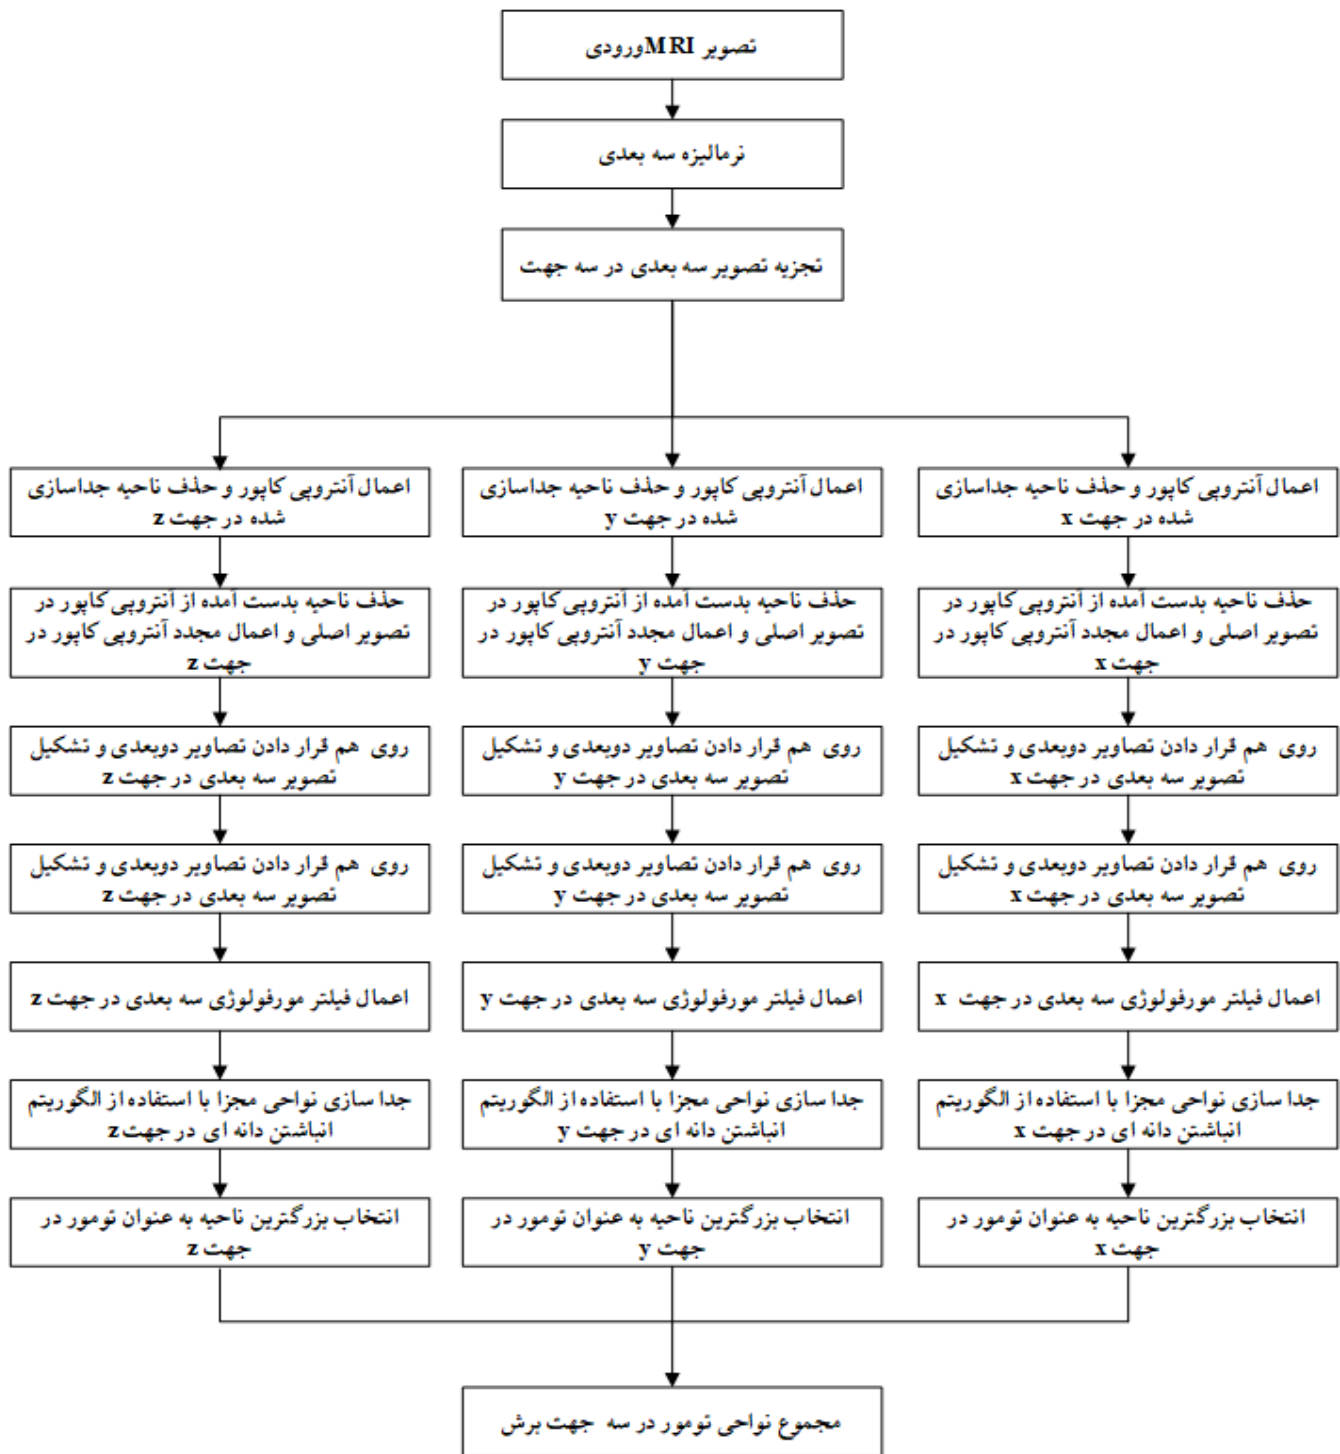 تصویر MRIورودی
نرمالیزه سه بعدی
تجزیه تصویر سه بعدی در سه جهت
اعمال آنتروپی کاپور و حذف ناحیه جداسازی
شده در جهت x
اعمال آنتروپی کاپور و حذف ناحیه جداسازی
شده در جهت y
اعمال آنتروپی کاپور و حذف ناحیه جداسازی
شده در جهت z
حذف ناحیه بدست آمده از آنتروپی کاپور در
تصویر اصلی و اعمال مجدد آنتروپی کاپور در
جهت x
حذف ناحیه بدست آمده از آنتروپی کاپور در
تصویر اصلی و اعمال مجدد آنتروپی کاپور در
جهت y
حذف ناحیه بدست آمده از آنتروپی کاپور در
تصویر اصلی و اعمال مجدد آنتروپی کاپور در
جهت z
روی هم قرار دادن تصاویر دوبعدی و تشکیل
تصویر سه بعدی در جهت x
روی هم قرار دادن تصاویر دوبعدی و تشکیل
تصویر سه بعدی در جهت y
روی هم قرار دادن تصاویر دوبعدی و تشکیل
تصویر سه بعدی در جهت z
روی هم قرار دادن تصاویر دوبعدی و تشکیل
تصویر سه بعدی در جهت x
روی هم قرار دادن تصاویر دوبعدی و تشکیل
تصویر سه بعدی در جهت y
روی هم قرار دادن تصاویر دوبعدی و تشکیل
تصویر سه بعدی در جهت z
اعمال فیلتر مورفولوژی سه بعدی در جهت x
اعمال فیلتر مورفولوژی سه بعدی در جهت y
اعمال فیلتر مورفولوژی سه بعدی در جهت z
جدا سازی نواحی مجزا با استفاده از الگوریتم
انباشتن دانه ای در جهت x
جدا سازی نواحی مجزا با استفاده از الگوریتم
انباشتن دانه ای در جهت y
جدا سازی نواحی مجزا با استفاده از الگوریتم
انباشتن دانه ای در جهتz
انتخاب بزرگترین ناحیه به عنوان تومور در
جهت x
انتخاب بزرگترین ناحیه به عنوان تومور در
جهت y
انتخاب بزرگترین ناحیه به عنوان تومور در
جهت z
مجموع نواحی تومور در سه جهت برش